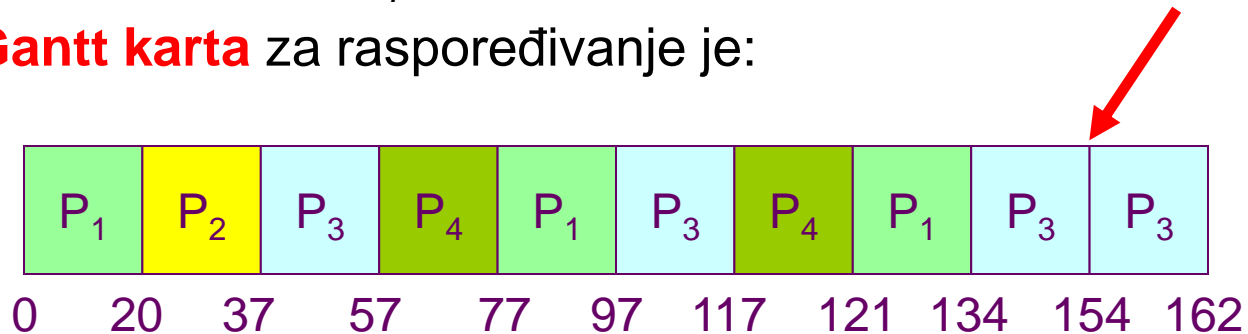 Gantt karta za raspoređivanje je:
P₁ P₂ P₃ P₄ P₁ P₃ P₄ P₁ P₃ P₃
0 20 37 57 77 97 117 121 134 154 162